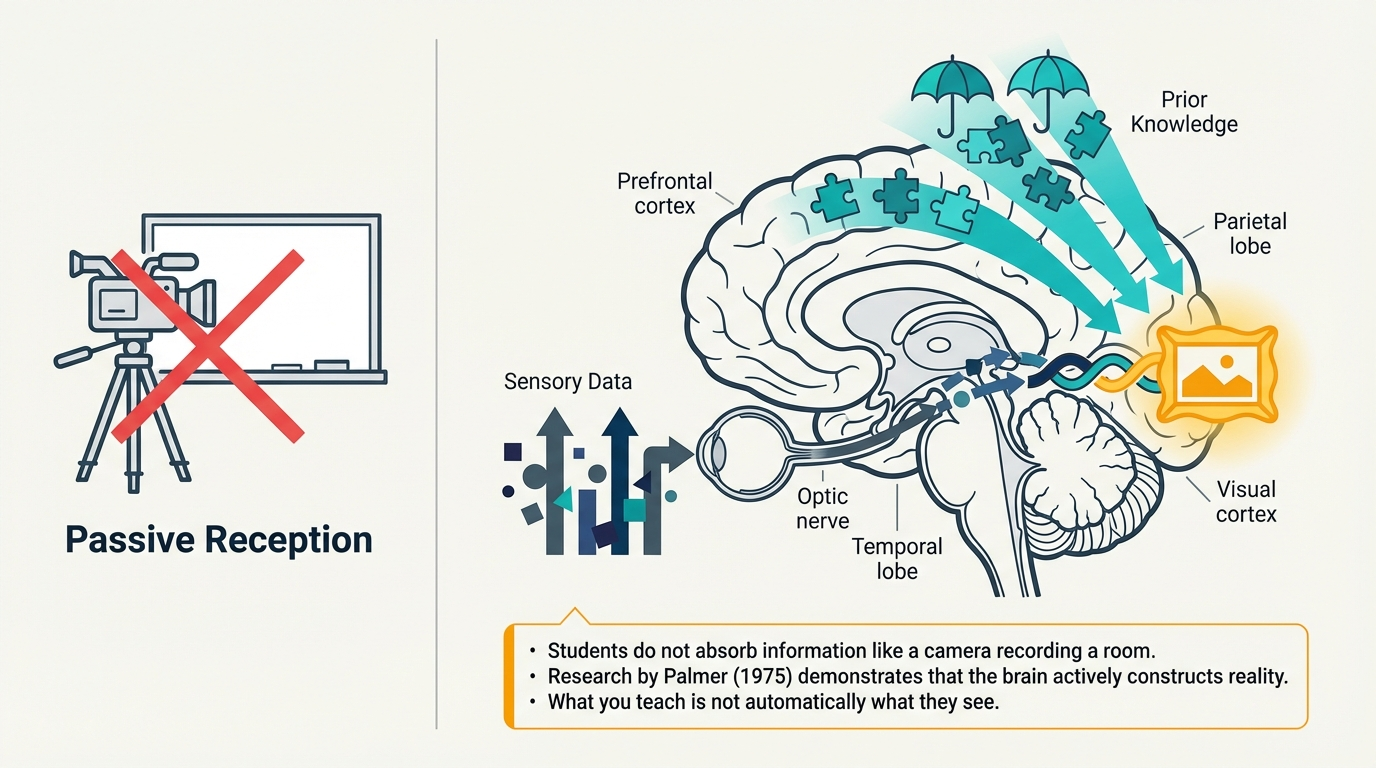 Passive Reception
Prior
Knowledge
Prefrontal
cortex
Parietal
lobe
Sensory Data
Optic
nerve
Temporal
lobe
Visual
cortex
• Students do not absorb information like a camera recording a room.
• Research by Palmer (1975) demonstrates that the brain actively constructs reality.
• What you teach is not automatically what they see.